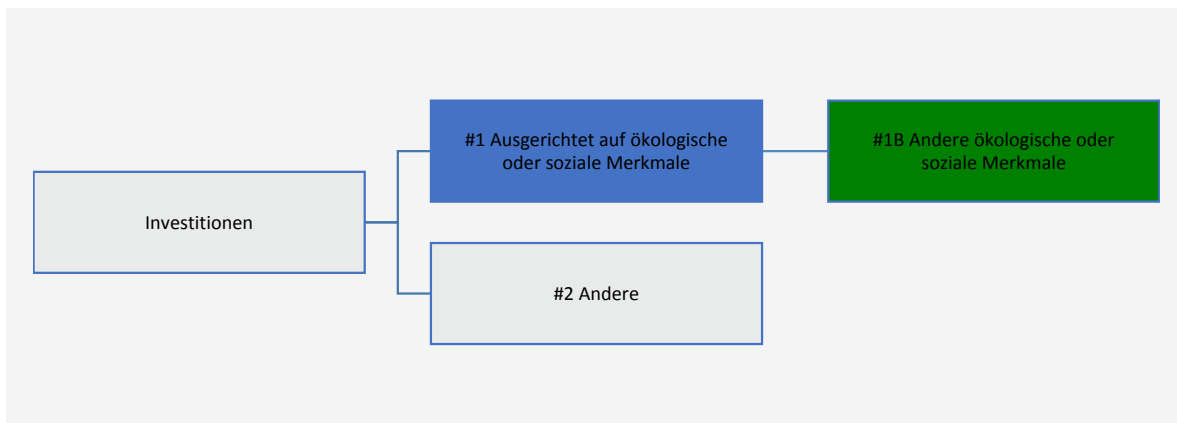 #1 Ausgerichtet auf ökologische
oder soziale Merkmale
#1B Andere ökologische oder
soziale Merkmale
Investitionen
#2 Andere